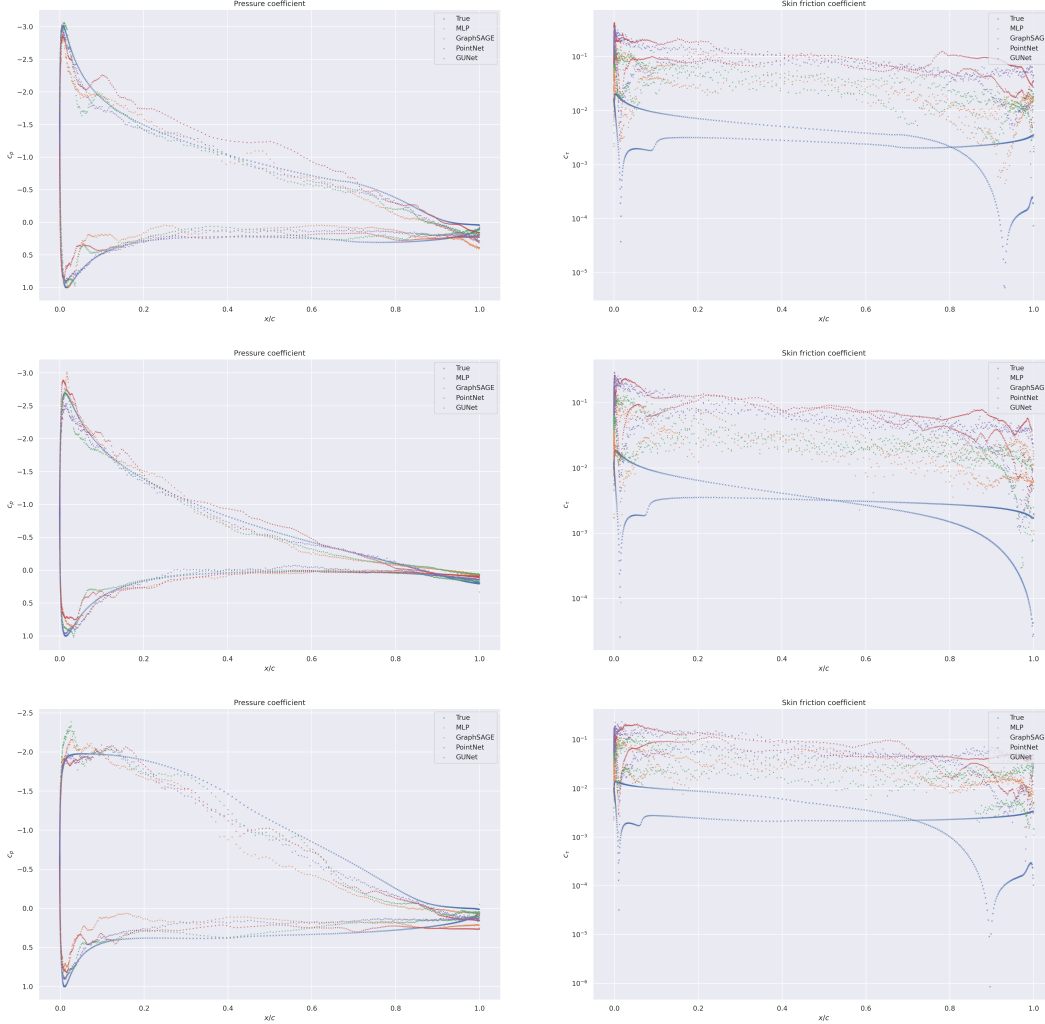 Pressure coefficient
−3.0
−2.5
−2.0
−1.5
−1.0
−0.5
0.0
0.5
1.0
cₚ
0.0 0.2 0.4 0.6 0.8 1.0
x/c
True
MLP
GraphSAGE
PointNet
GUNet
Skin friction coefficient
10⁻¹
10⁻²
10⁻³
10⁻⁴
10⁻⁵
c_τ
0.0 0.2 0.4 0.6 0.8 1.0
x/c
True
MLP
GraphSAG
PointNet
GUNet
Pressure coefficient
−3.0
−2.5
−2.0
−1.5
−1.0
−0.5
0.0
0.5
1.0
cₚ
0.0 0.2 0.4 0.6 0.8 1.0
x/c
True
MLP
GraphSAGE
PointNet
GUNet
Skin friction coefficient
10⁻¹
10⁻²
10⁻³
10⁻⁴
c_τ
0.0 0.2 0.4 0.6 0.8 1.0
x/c
True
MLP
GraphSAG
PointNet
GUNet
Pressure coefficient
−2.5
−2.0
−1.5
−1.0
−0.5
0.0
0.5
1.0
cₚ
0.0 0.2 0.4 0.6 0.8 1.0
x/c
True
MLP
GraphSAGE
PointNet
GUNet
Skin friction coefficient
10⁻¹
10⁻²
10⁻³
10⁻⁴
10⁻⁵
10⁻⁶
c_τ
0.0 0.2 0.4 0.6 0.8 1.0
x/c
True
MLP
GraphSAG
PointNet
GUNet